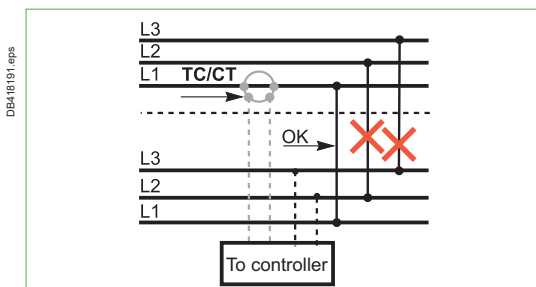 DB418191.eps
L3
L2
L1 TC/CT
OK
L3
L2
L1
To controller